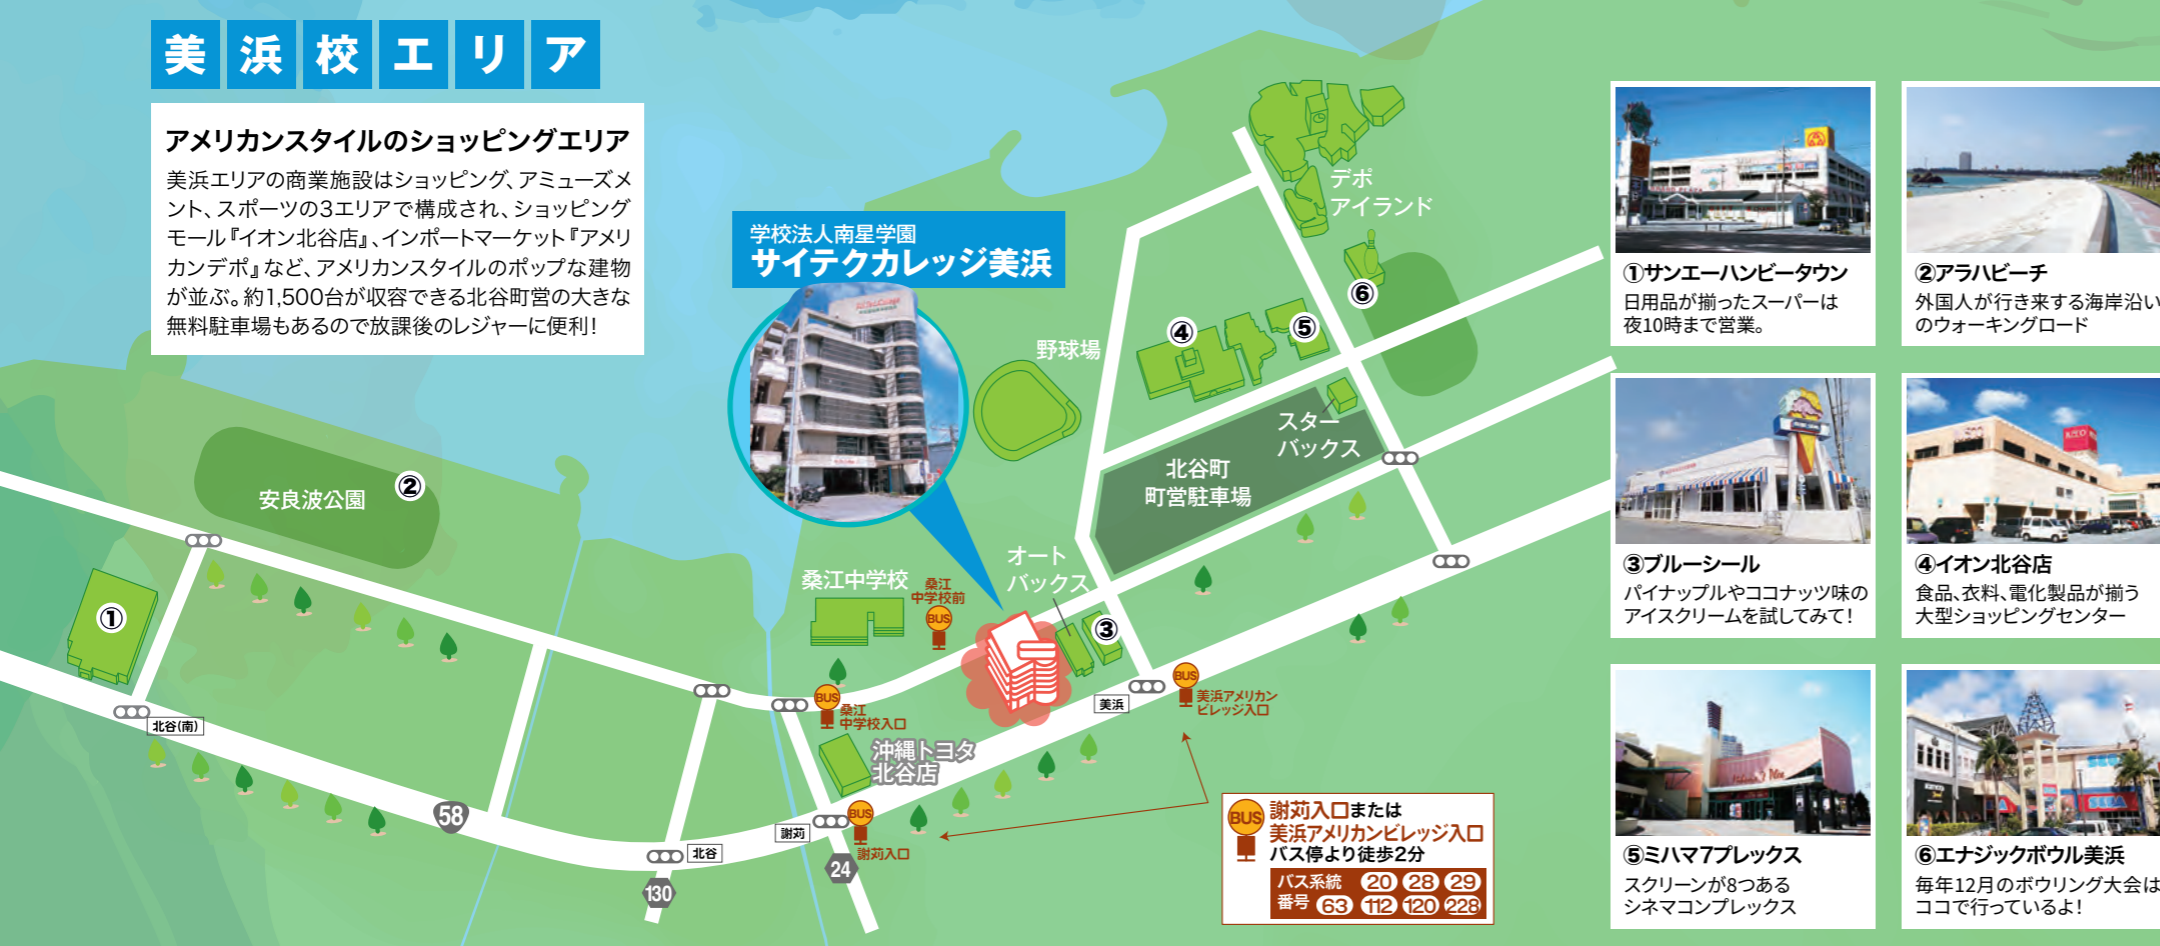 美浜校エリア
アメリカンスタイルのショッピングエリア
美浜エリアの商業施設はショッピング、アミューズメ
ント、スポーツの3エリアで構成され、ショッピング
モール『イオン北谷店』、インポートマーケット『アメリ
カンデポ』など、アメリカンスタイルのポップな建物
が並ぶ。約1,500台が収容できる北谷町営の大きな
無料駐車場もあるので放課後のレジャーに便利!
学校法人南星学園
サイテクカレッジ美浜
デポ
アイランド
⑥
⑤
④
野球場
スター
バックス
北谷町
町営駐車場
安良波公園
②
①
オート
バックス
桑江中学校
桑江
中学校前
BUS
③
BUS
桑江
中学校入口
BUS
美浜アメリカン
ビレッジ入口
美浜
北谷(南)
沖縄トヨタ
北谷店
58
謝苅
BUS
謝苅入口
北谷
24
130
BUS
謝苅入口または
美浜アメリカンビレッジ入口
バス停より徒歩2分
バス系統 20 28 29
番号 63 112 120 228
①サンエーハンビータウン
日用品が揃ったスーパーは
夜10時まで営業。
②アラハビーチ
外国人が行き来する海岸沿い
のウォーキングロード
③ブルーシール
パイナップルやココナッツ味の
アイスクリームを試してみて!
④イオン北谷店
食品、衣料、電化製品が揃う
大型ショッピングセンター
⑤ミハマ7プレックス
スクリーンが8つある
シネマコンプレックス
⑥エナジックボウル美浜
毎年12月のボウリング大会は
ココで行っているよ!
SEGA